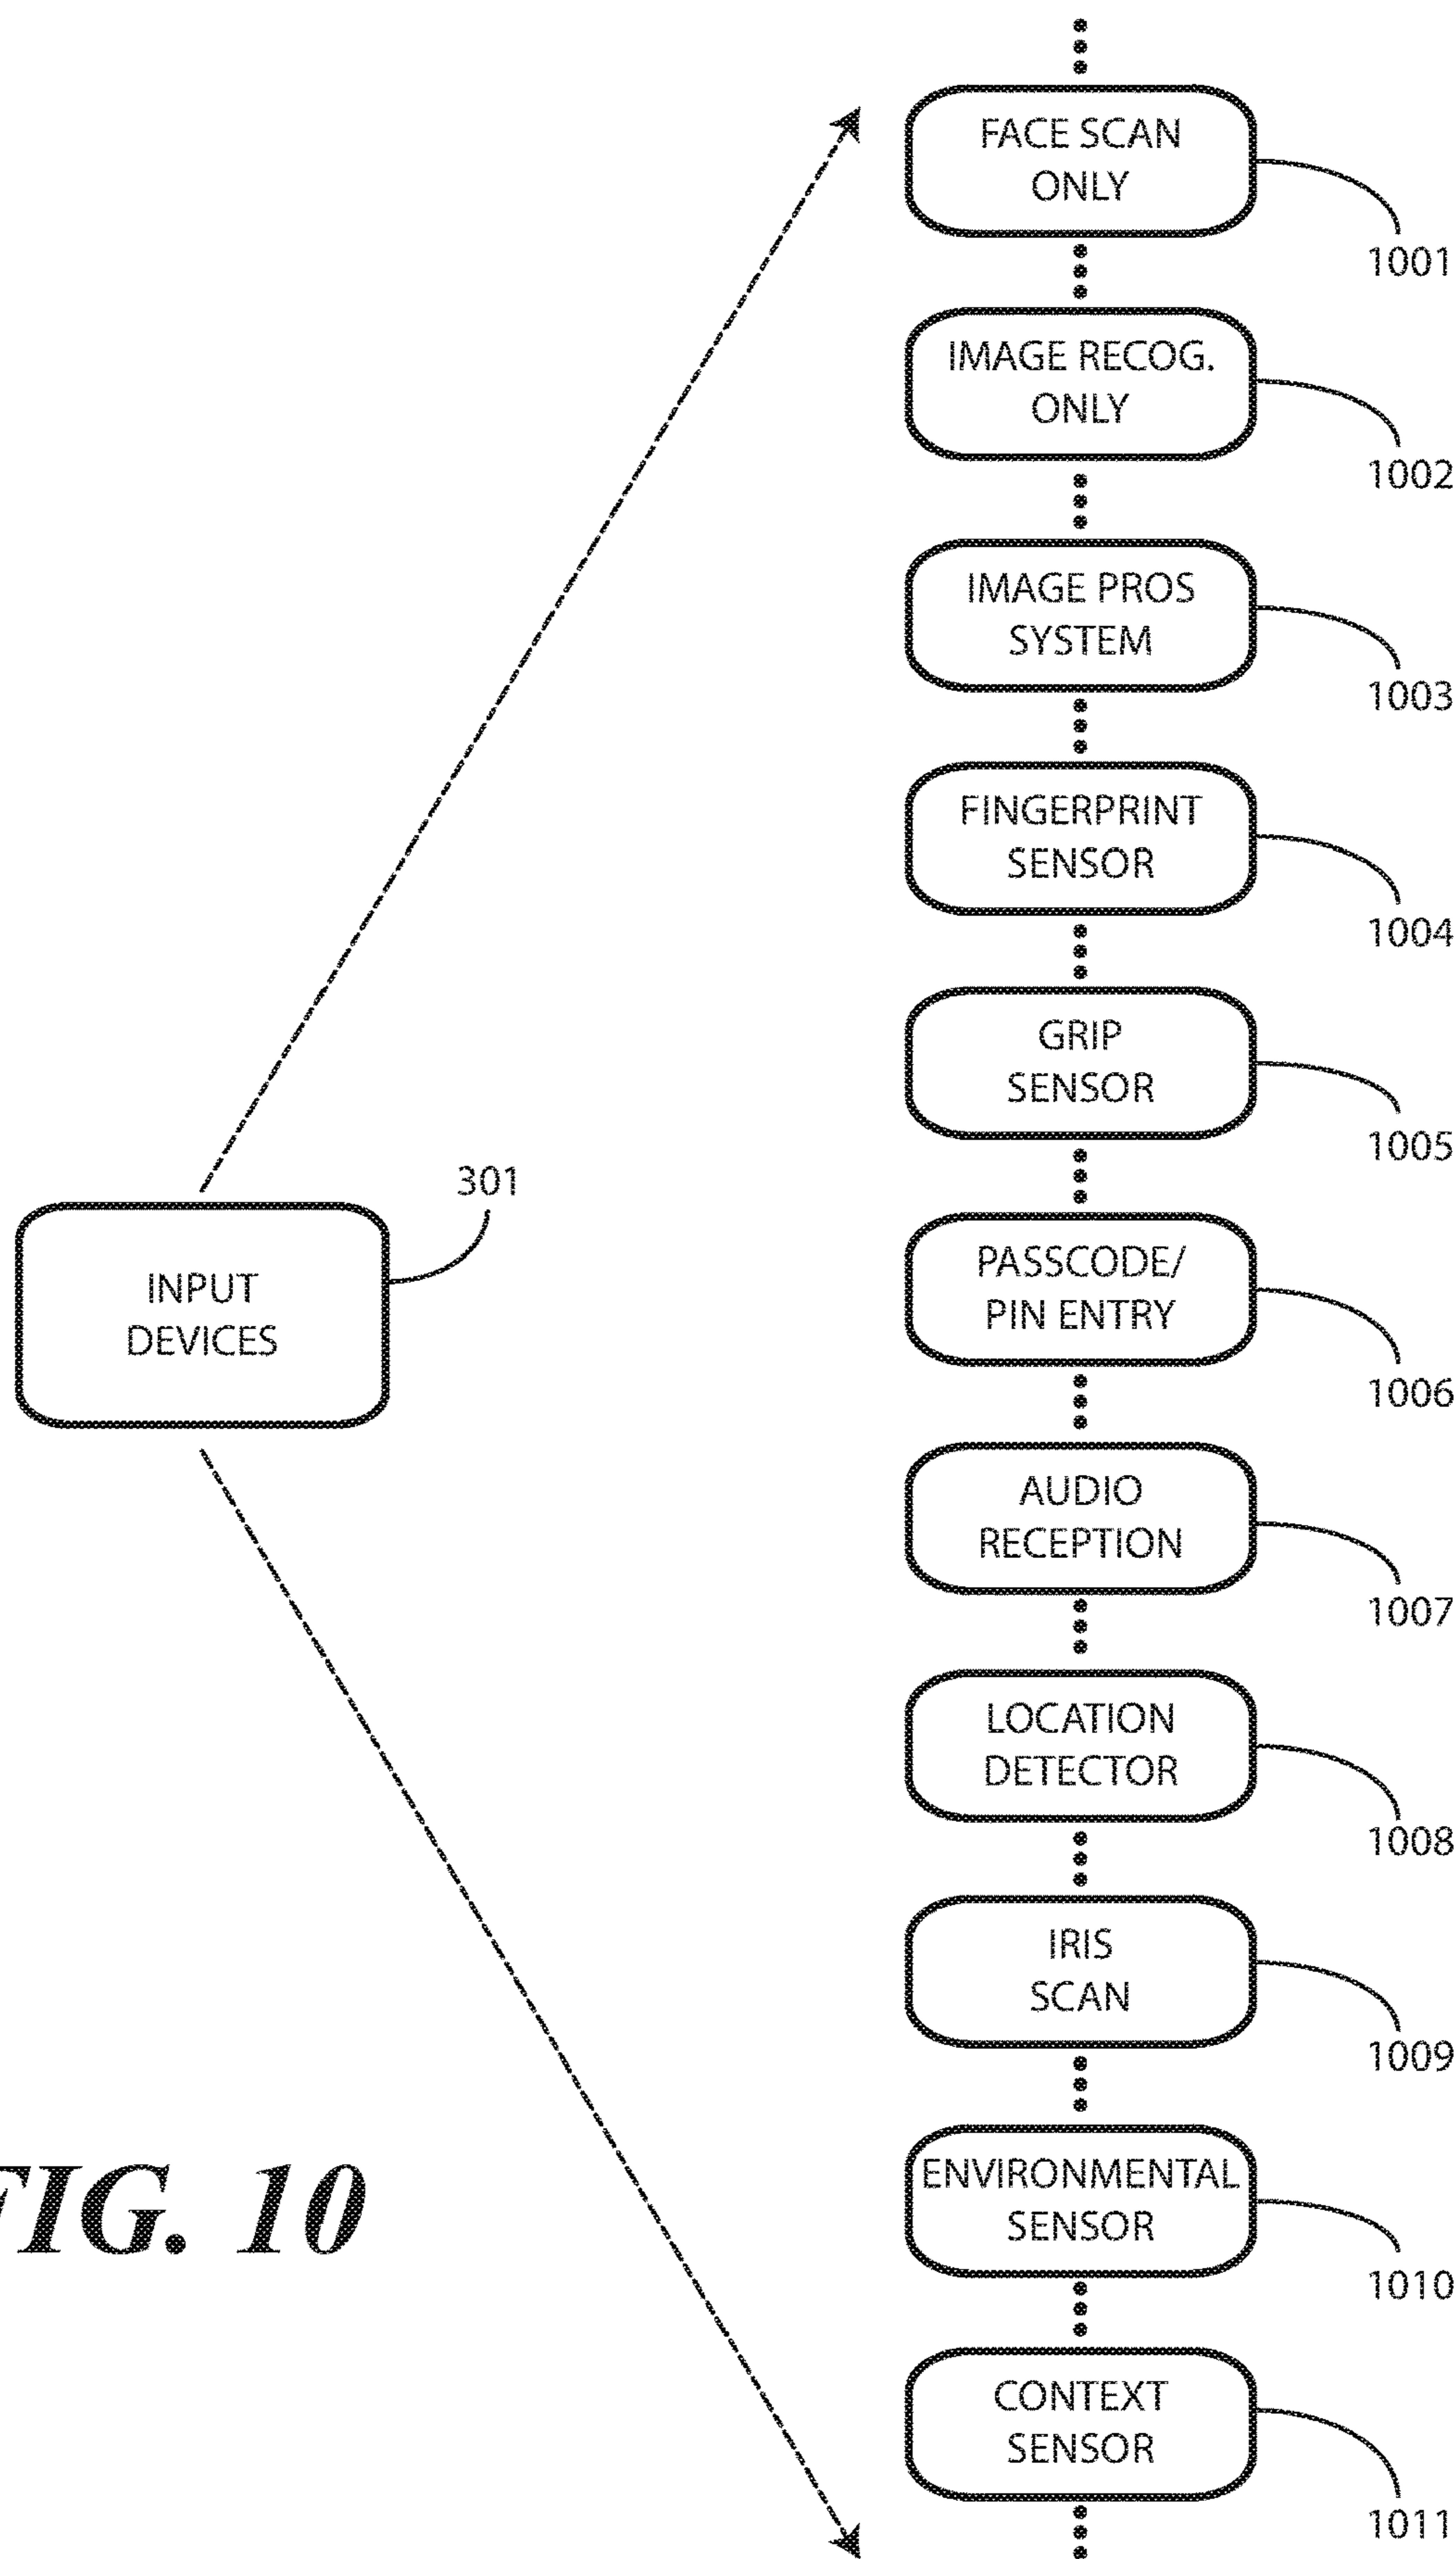 FACE SCAN
ONLY
1001
IMAGE RECOG.
ONLY
1002
IMAGE PROS
SYSTEM
1003
FINGERPRINT
SENSOR
1004
GRIP
SENSOR
1005
301
INPUT
DEVICES
PASSCODE/
PIN ENTRY
1006
AUDIO
RECEPTION
1007
LOCATION
DETECTOR
1008
IRIS
SCAN
1009
ENVIRONMENTAL
SENSOR
1010
CONTEXT
SENSOR
1011
FIG. 10